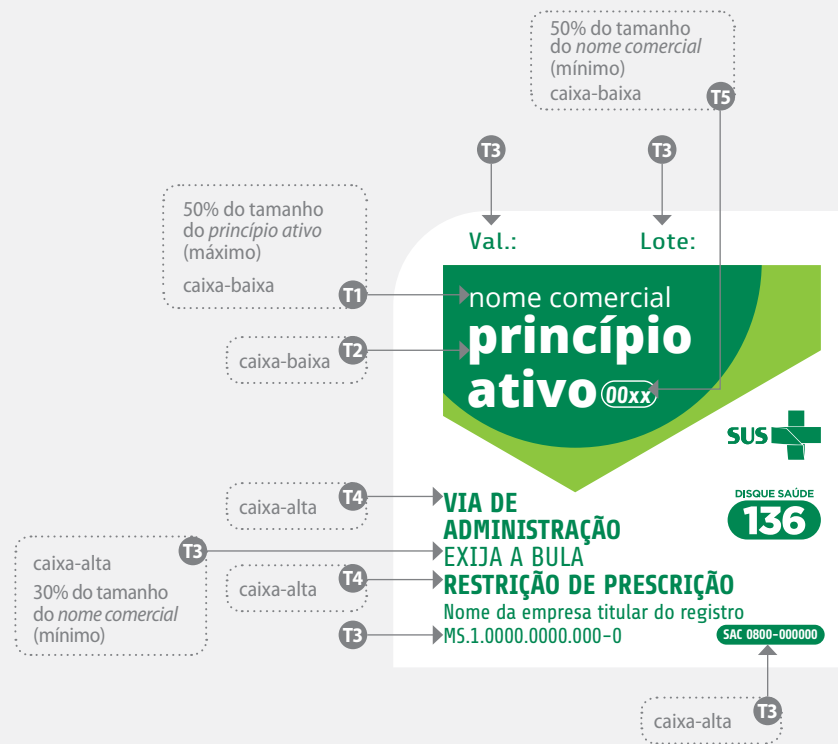 50% do tamanho
do nome comercial
(mínimo)
caixa-baixa
T5
T3
T3
50% do tamanho
do princípio ativo
(máximo)
caixa-baixa
T1
caixa-baixa
T2
Val.:
Lote:
nome comercial
princípio
ativo
00xx
SUS
DISQUE SAÚDE
136
caixa-alta
T4
VIA DE
ADMINISTRAÇÃO
caixa-alta
30% do tamanho
do nome comercial
(mínimo)
T3
EXIJA A BULA
caixa-alta
T4
RESTRIÇÃO DE PRESCRIÇÃO
Nome da empresa titular do registro
T3
MS.1.0000.0000.000-0
SAC 0800-000000
caixa-alta
T3